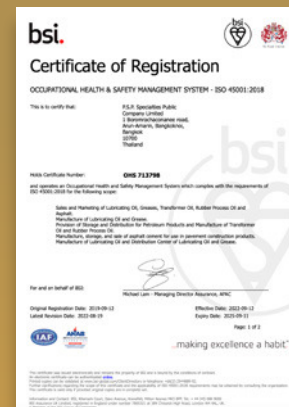 bsi.
Certificate of Registration
OCCUPATIONAL HEALTH & SAFETY MANAGEMENT SYSTEM - ISO 45001:2018
This is to certify that:
P.S.P. Specialties Public
Company Limited
1 Borommarachachonnanee road,
Arun-Amarin, Bangkoknoi,
Bangkok
10700
Thailand
Holds Certificate Number:
OHS 713798
and operates an Occupational Health and Safety Management System which complies with the requirements of
ISO 45001:2018 for the following scope:
Sales and Marketing of Lubricating Oil, Greases, Transformer Oil, Rubber Process Oil and
Asphalt.
Manufacture of Lubricating Oil and Grease.
Provision of Storage and Distribution for Petroleum Products and Manufacture of Transformer
Oil and Rubber Process Oil.
Manufacture, storage, and sale of asphalt cement for use in pavement construction products.
Manufacture of Lubricating Oil and Distribution Center of Lubricating Oil and Grease.
For and on behalf of BSI:
Michael Lam - Managing Director Assurance, APAC
Original Registration Date: 2019-09-12
Effective Date: 2022-09-12
Latest Revision Date: 2022-08-19
Expiry Date: 2025-09-11
Page: 1 of 2
IAF
ANAB
...making excellence a habit.